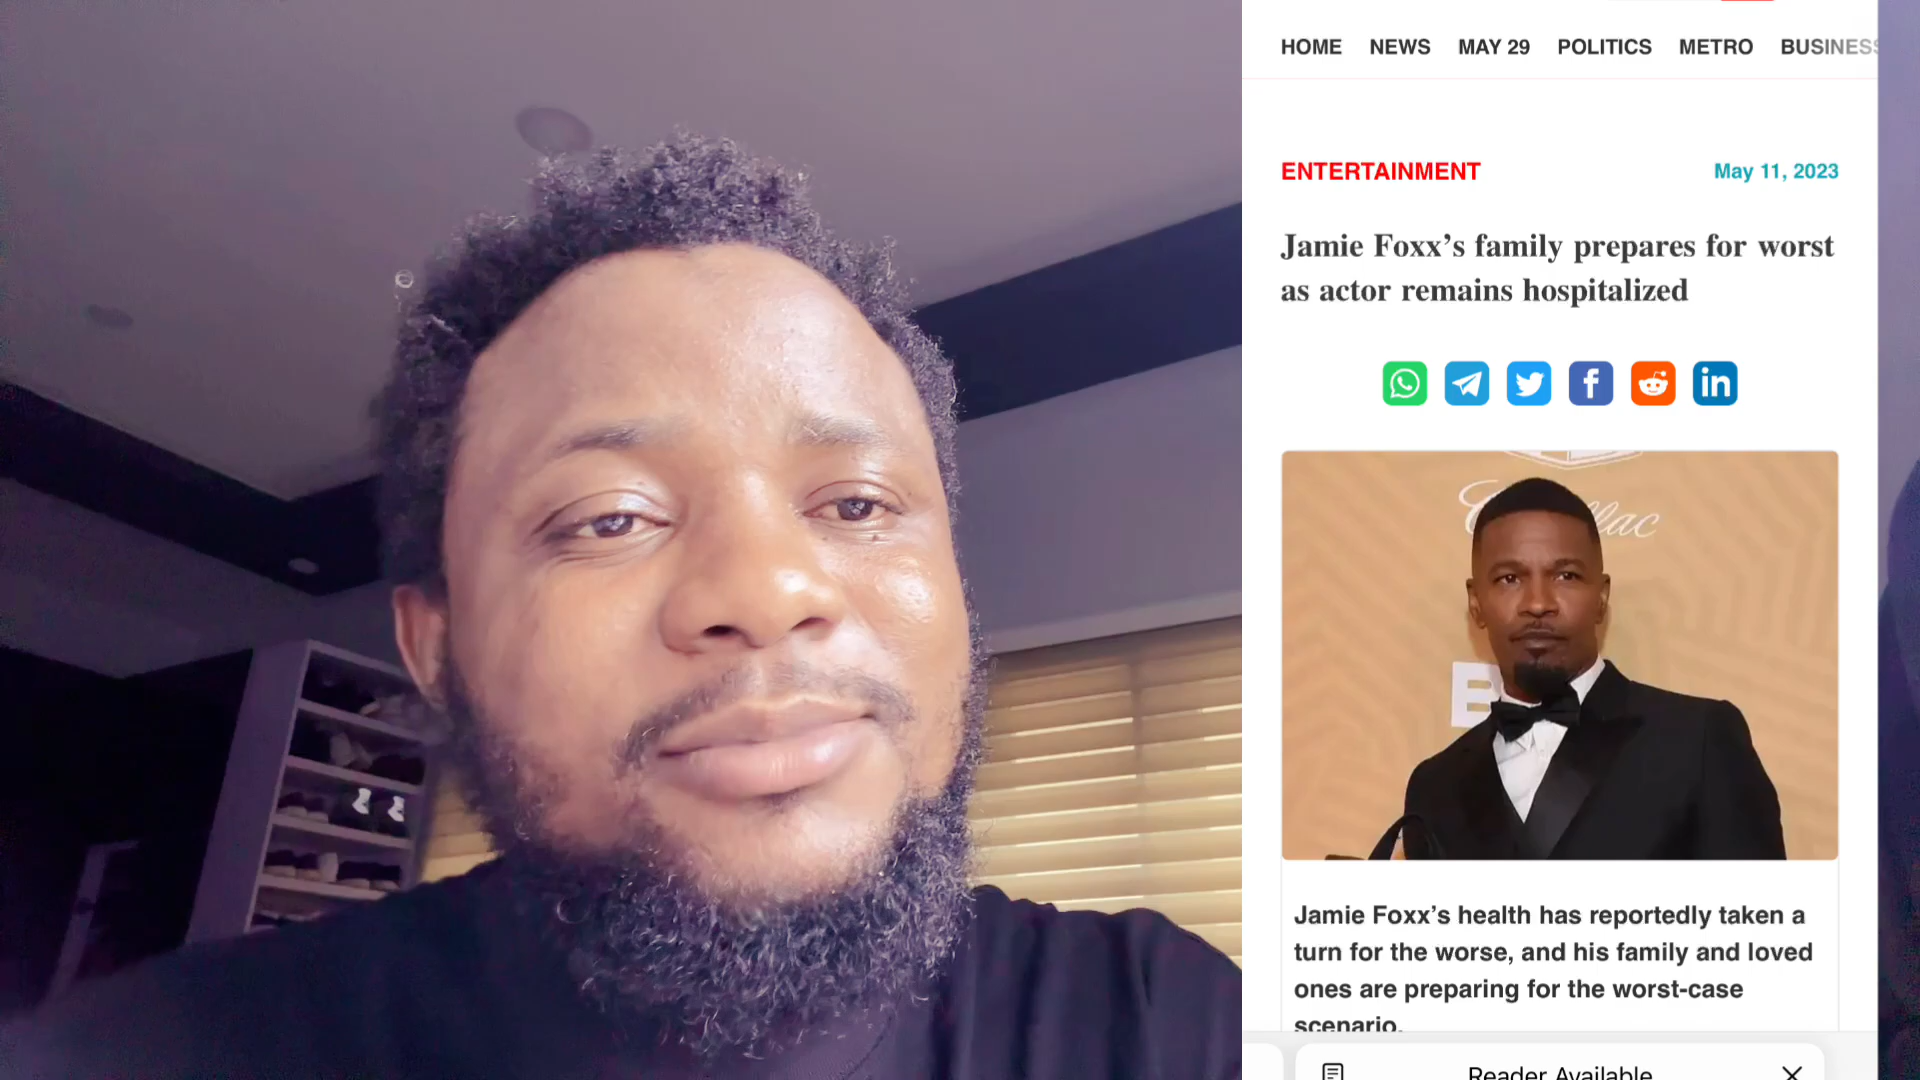 HOME NEWS MAY 29 POLITICS METRO BUSINESS
ENTERTAINMENT May 11, 2023
Jamie Foxx’s family prepares for worst
as actor remains hospitalized
in
Jamie Foxx’s health has reportedly taken a
turn for the worse, and his family and loved
ones are preparing for the worst-case
scenario.
Reader Available